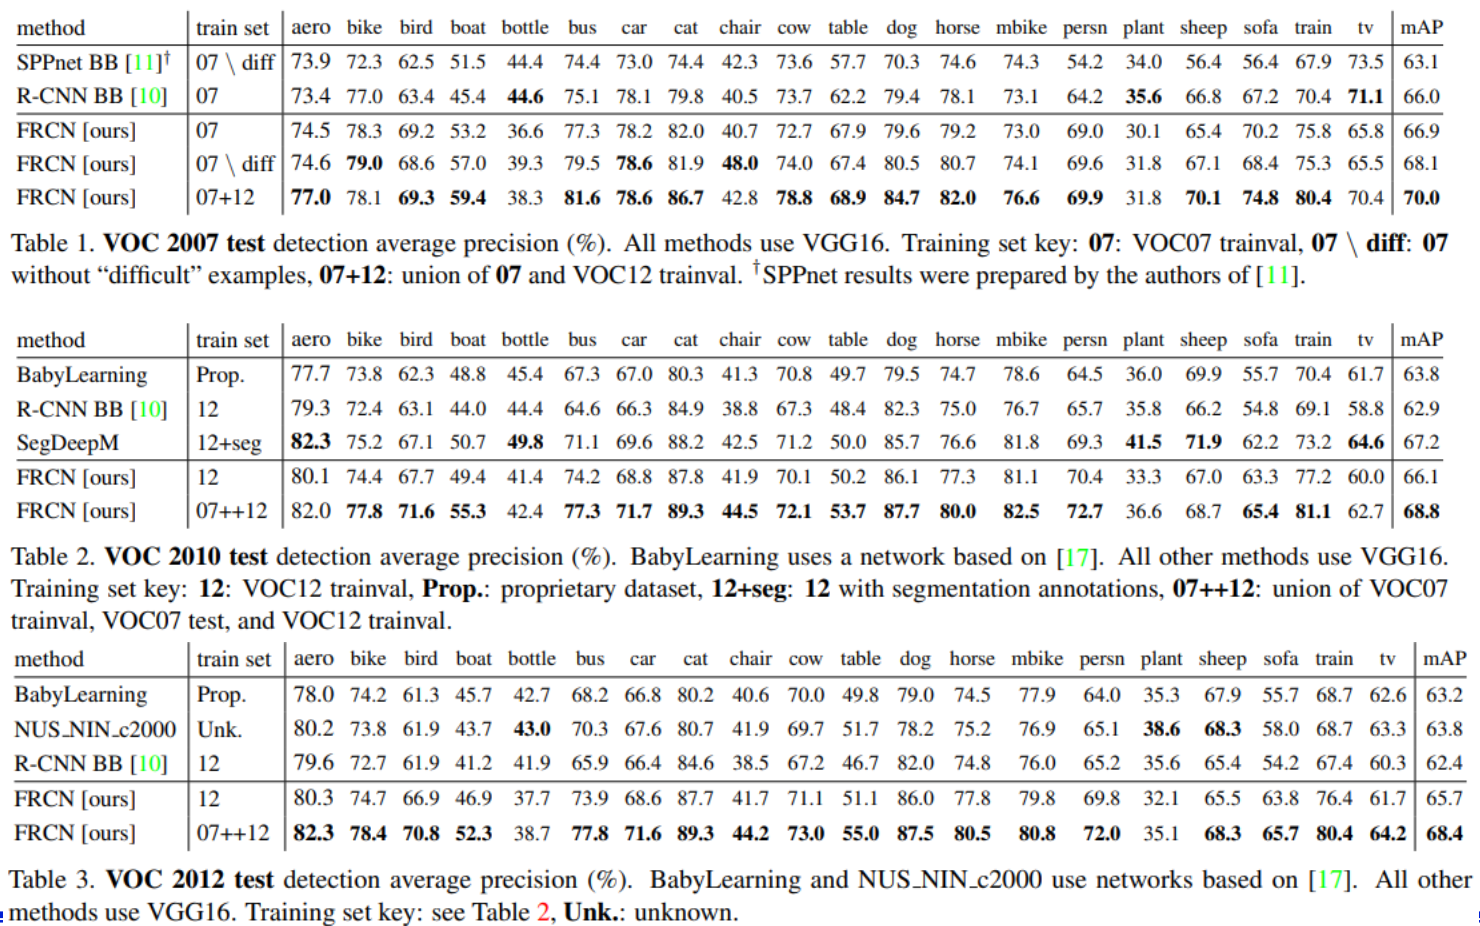 method train set aero bike bird boat bottle bus car cat chair cow table dog horse mbike persn plant sheep sofa train tv mAP
SPPnet BB [11]† 07 \ diff 73.9 72.3 62.5 51.5 44.4 74.4 73.0 74.4 42.3 73.6 57.7 70.3 74.6 74.3 54.2 34.0 56.4 56.4 67.9 73.5 63.1
R-CNN BB [10] 07 73.4 77.0 63.4 45.4 44.6 75.1 78.1 79.8 40.5 73.7 62.2 79.4 78.1 73.1 64.2 35.6 66.8 67.2 70.4 71.1 66.0
FRCN [ours] 07 74.5 78.3 69.2 53.2 36.6 77.3 78.2 82.0 40.7 72.7 67.9 79.6 79.2 73.0 69.0 30.1 65.4 70.2 75.8 65.8 66.9
FRCN [ours] 07 \ diff 74.6 79.0 68.6 57.0 39.3 79.5 78.6 81.9 48.0 74.0 67.4 80.5 80.7 74.1 69.6 31.8 67.1 68.4 75.3 65.5 68.1
FRCN [ours] 07+12 77.0 78.1 69.3 59.4 38.3 81.6 78.6 86.7 42.8 78.8 68.9 84.7 82.0 76.6 69.9 31.8 70.1 74.8 80.4 70.4 70.0
Table 1. VOC 2007 test detection average precision (%). All methods use VGG16. Training set key: 07: VOC07 trainval, 07 \ diff: 07
without “difficult” examples, 07+12: union of 07 and VOC12 trainval. †SPPnet results were prepared by the authors of [11].
method train set aero bike bird boat bottle bus car cat chair cow table dog horse mbike persn plant sheep sofa train tv mAP
BabyLearning Prop. 77.7 73.8 62.3 48.8 45.4 67.3 67.0 80.3 41.3 70.8 49.7 79.5 74.7 78.6 64.5 36.0 69.9 55.7 70.4 61.7 63.8
R-CNN BB [10] 12 79.3 72.4 63.1 44.0 44.4 64.6 66.3 84.9 38.8 67.3 48.4 82.3 75.0 76.7 65.7 35.8 66.2 54.8 69.1 58.8 62.9
SegDeepM 12+seg 82.3 75.2 67.1 50.7 49.8 71.1 69.6 88.2 42.5 71.2 50.0 85.7 76.6 81.8 69.3 41.5 71.9 62.2 73.2 64.6 67.2
FRCN [ours] 12 80.1 74.4 67.7 49.4 41.4 74.2 68.8 87.8 41.9 70.1 50.2 86.1 77.3 81.1 70.4 33.3 67.0 63.3 77.2 60.0 66.1
FRCN [ours] 07++12 82.0 77.8 71.6 55.3 42.4 77.3 71.7 89.3 44.5 72.1 53.7 87.7 80.0 82.5 72.7 36.6 68.7 65.4 81.1 62.7 68.8
Table 2. VOC 2010 test detection average precision (%). BabyLearning uses a network based on [17]. All other methods use VGG16.
Training set key: 12: VOC12 trainval, Prop.: proprietary dataset, 12+seg: 12 with segmentation annotations, 07++12: union of VOC07
trainval, VOC07 test, and VOC12 trainval.
method train set aero bike bird boat bottle bus car cat chair cow table dog horse mbike persn plant sheep sofa train tv mAP
BabyLearning Prop. 78.0 74.2 61.3 45.7 42.7 68.2 66.8 80.2 40.6 70.0 49.8 79.0 74.5 77.9 64.0 35.3 67.9 55.7 68.7 62.6 63.2
NUS_NIN_c2000 Unk. 80.2 73.8 61.9 43.7 43.0 70.3 67.6 80.7 41.9 69.7 51.7 78.2 75.2 76.9 65.1 38.6 68.3 58.0 68.7 63.3 63.8
R-CNN BB [10] 12 79.6 72.7 61.9 41.2 41.9 65.9 66.4 84.6 38.5 67.2 46.7 82.0 74.8 76.0 65.2 35.6 65.4 54.2 67.4 60.3 62.4
FRCN [ours] 12 80.3 74.7 66.9 46.9 37.7 73.9 68.6 87.7 41.7 71.1 51.1 86.0 77.8 79.8 69.8 32.1 65.5 63.8 76.4 61.7 65.7
FRCN [ours] 07++12 82.3 78.4 70.8 52.3 38.7 77.8 71.6 89.3 44.2 73.0 55.0 87.5 80.5 80.8 72.0 35.1 68.3 65.7 80.4 64.2 68.4
Table 3. VOC 2012 test detection average precision (%). BabyLearning and NUS_NIN_c2000 use networks based on [17]. All other
methods use VGG16. Training set key: see Table 2, Unk.: unknown.